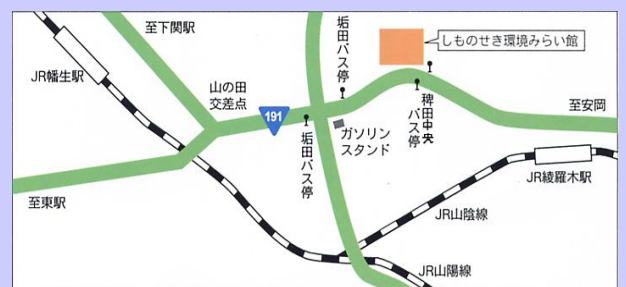 至下関駅
垢田バス停
しものせき環境みらい館
JR幡生駅
山の田
交差点
191
稗田中央
バス停
至安岡
ガソリン
スタンド
垢田バス停
JR綾羅木駅
至東駅
JR山陰線
JR山陽線